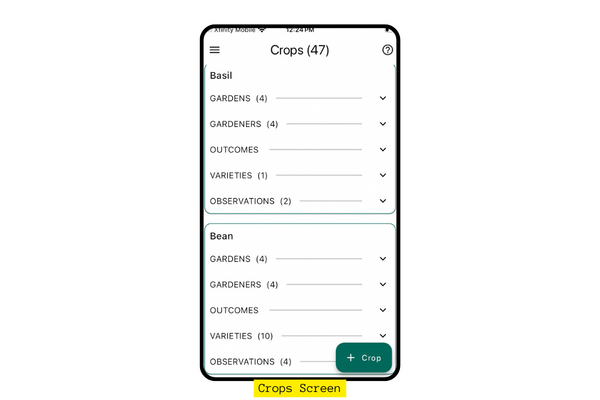 Xfinity Mobile 12:24 PM
Crops (47)
Basil
GARDENS (4)
GARDENERS (4)
OUTCOMES
VARIETIES (1)
OBSERVATIONS (2)
Bean
GARDENS (4)
GARDENERS (4)
OUTCOMES
VARIETIES (10)
OBSERVATIONS (4)
+ Crop
Crops Screen